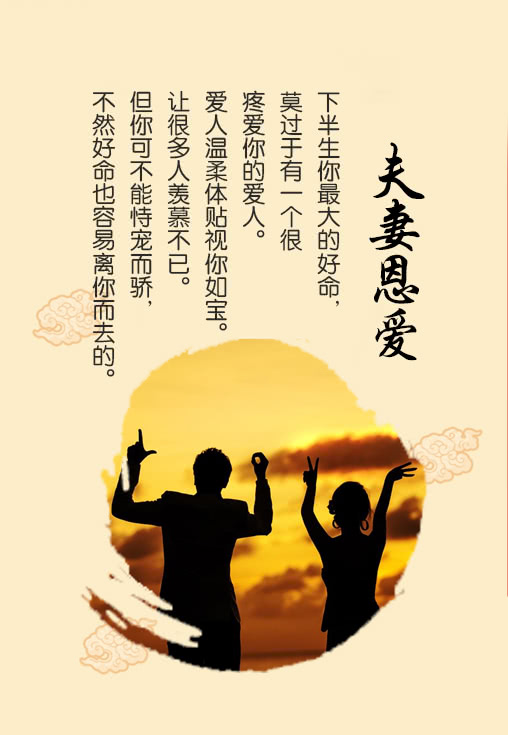 夫妻恩爱
下半生你最大的好命，
莫过于有一个很
疼爱你的爱人。
爱人温柔体贴视你如宝。
让很多人羡慕不已。
但你可不能恃宠而骄，
不然好命也容易离你而去的。